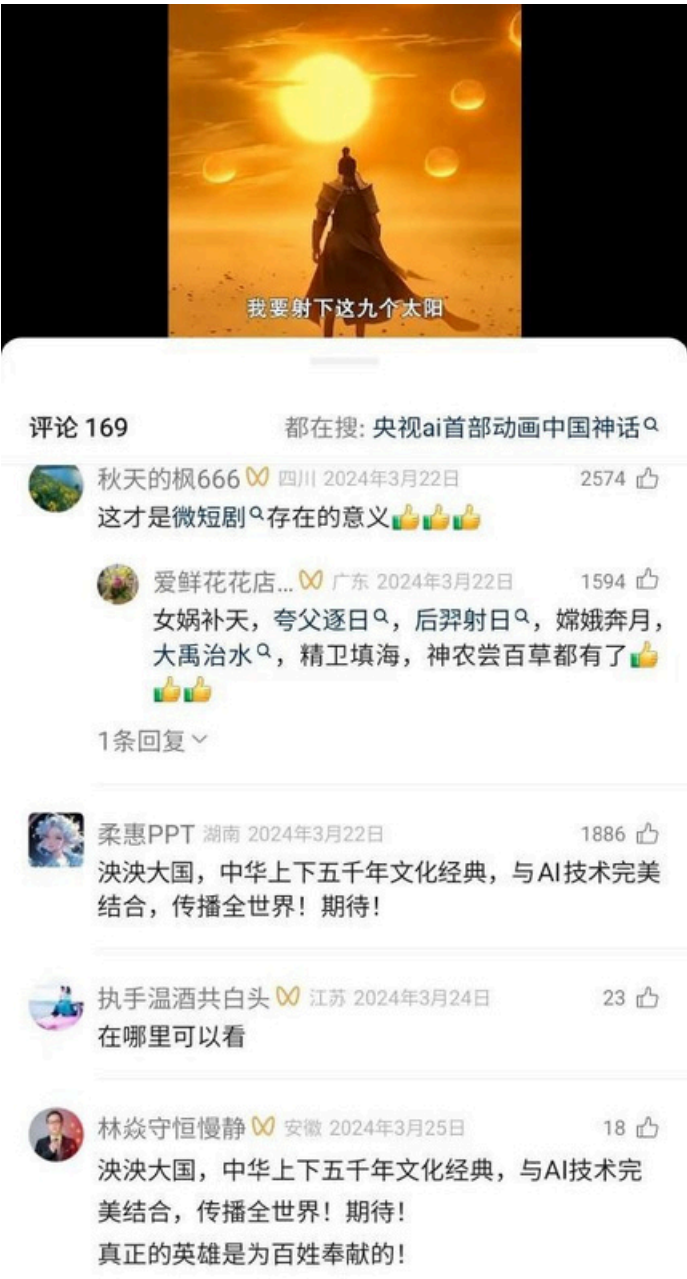 我要射下这九个太阳
评论 169
都在搜: 央视ai首部动画中国神话
秋天的枫666 四川 2024年3月22日 2574
这才是微短剧存在的意义👍👍👍
爱鲜花花店... 广东 2024年3月22日 1594
女娲补天，夸父逐日，后羿射日，嫦娥奔月，
大禹治水，精卫填海，神农尝百草都有了👍
👍👍
1条回复
柔惠PPT 湖南 2024年3月22日 1886
泱泱大国，中华上下五千年文化经典，与AI技术完美
结合，传播全世界！期待！
执手温酒共白头 江苏 2024年3月24日 23
在哪里可以看
林焱守恒慢静 安徽 2024年3月25日 18
泱泱大国，中华上下五千年文化经典，与AI技术完
美结合，传播全世界！期待！
真正的英雄是为百姓奉献的！